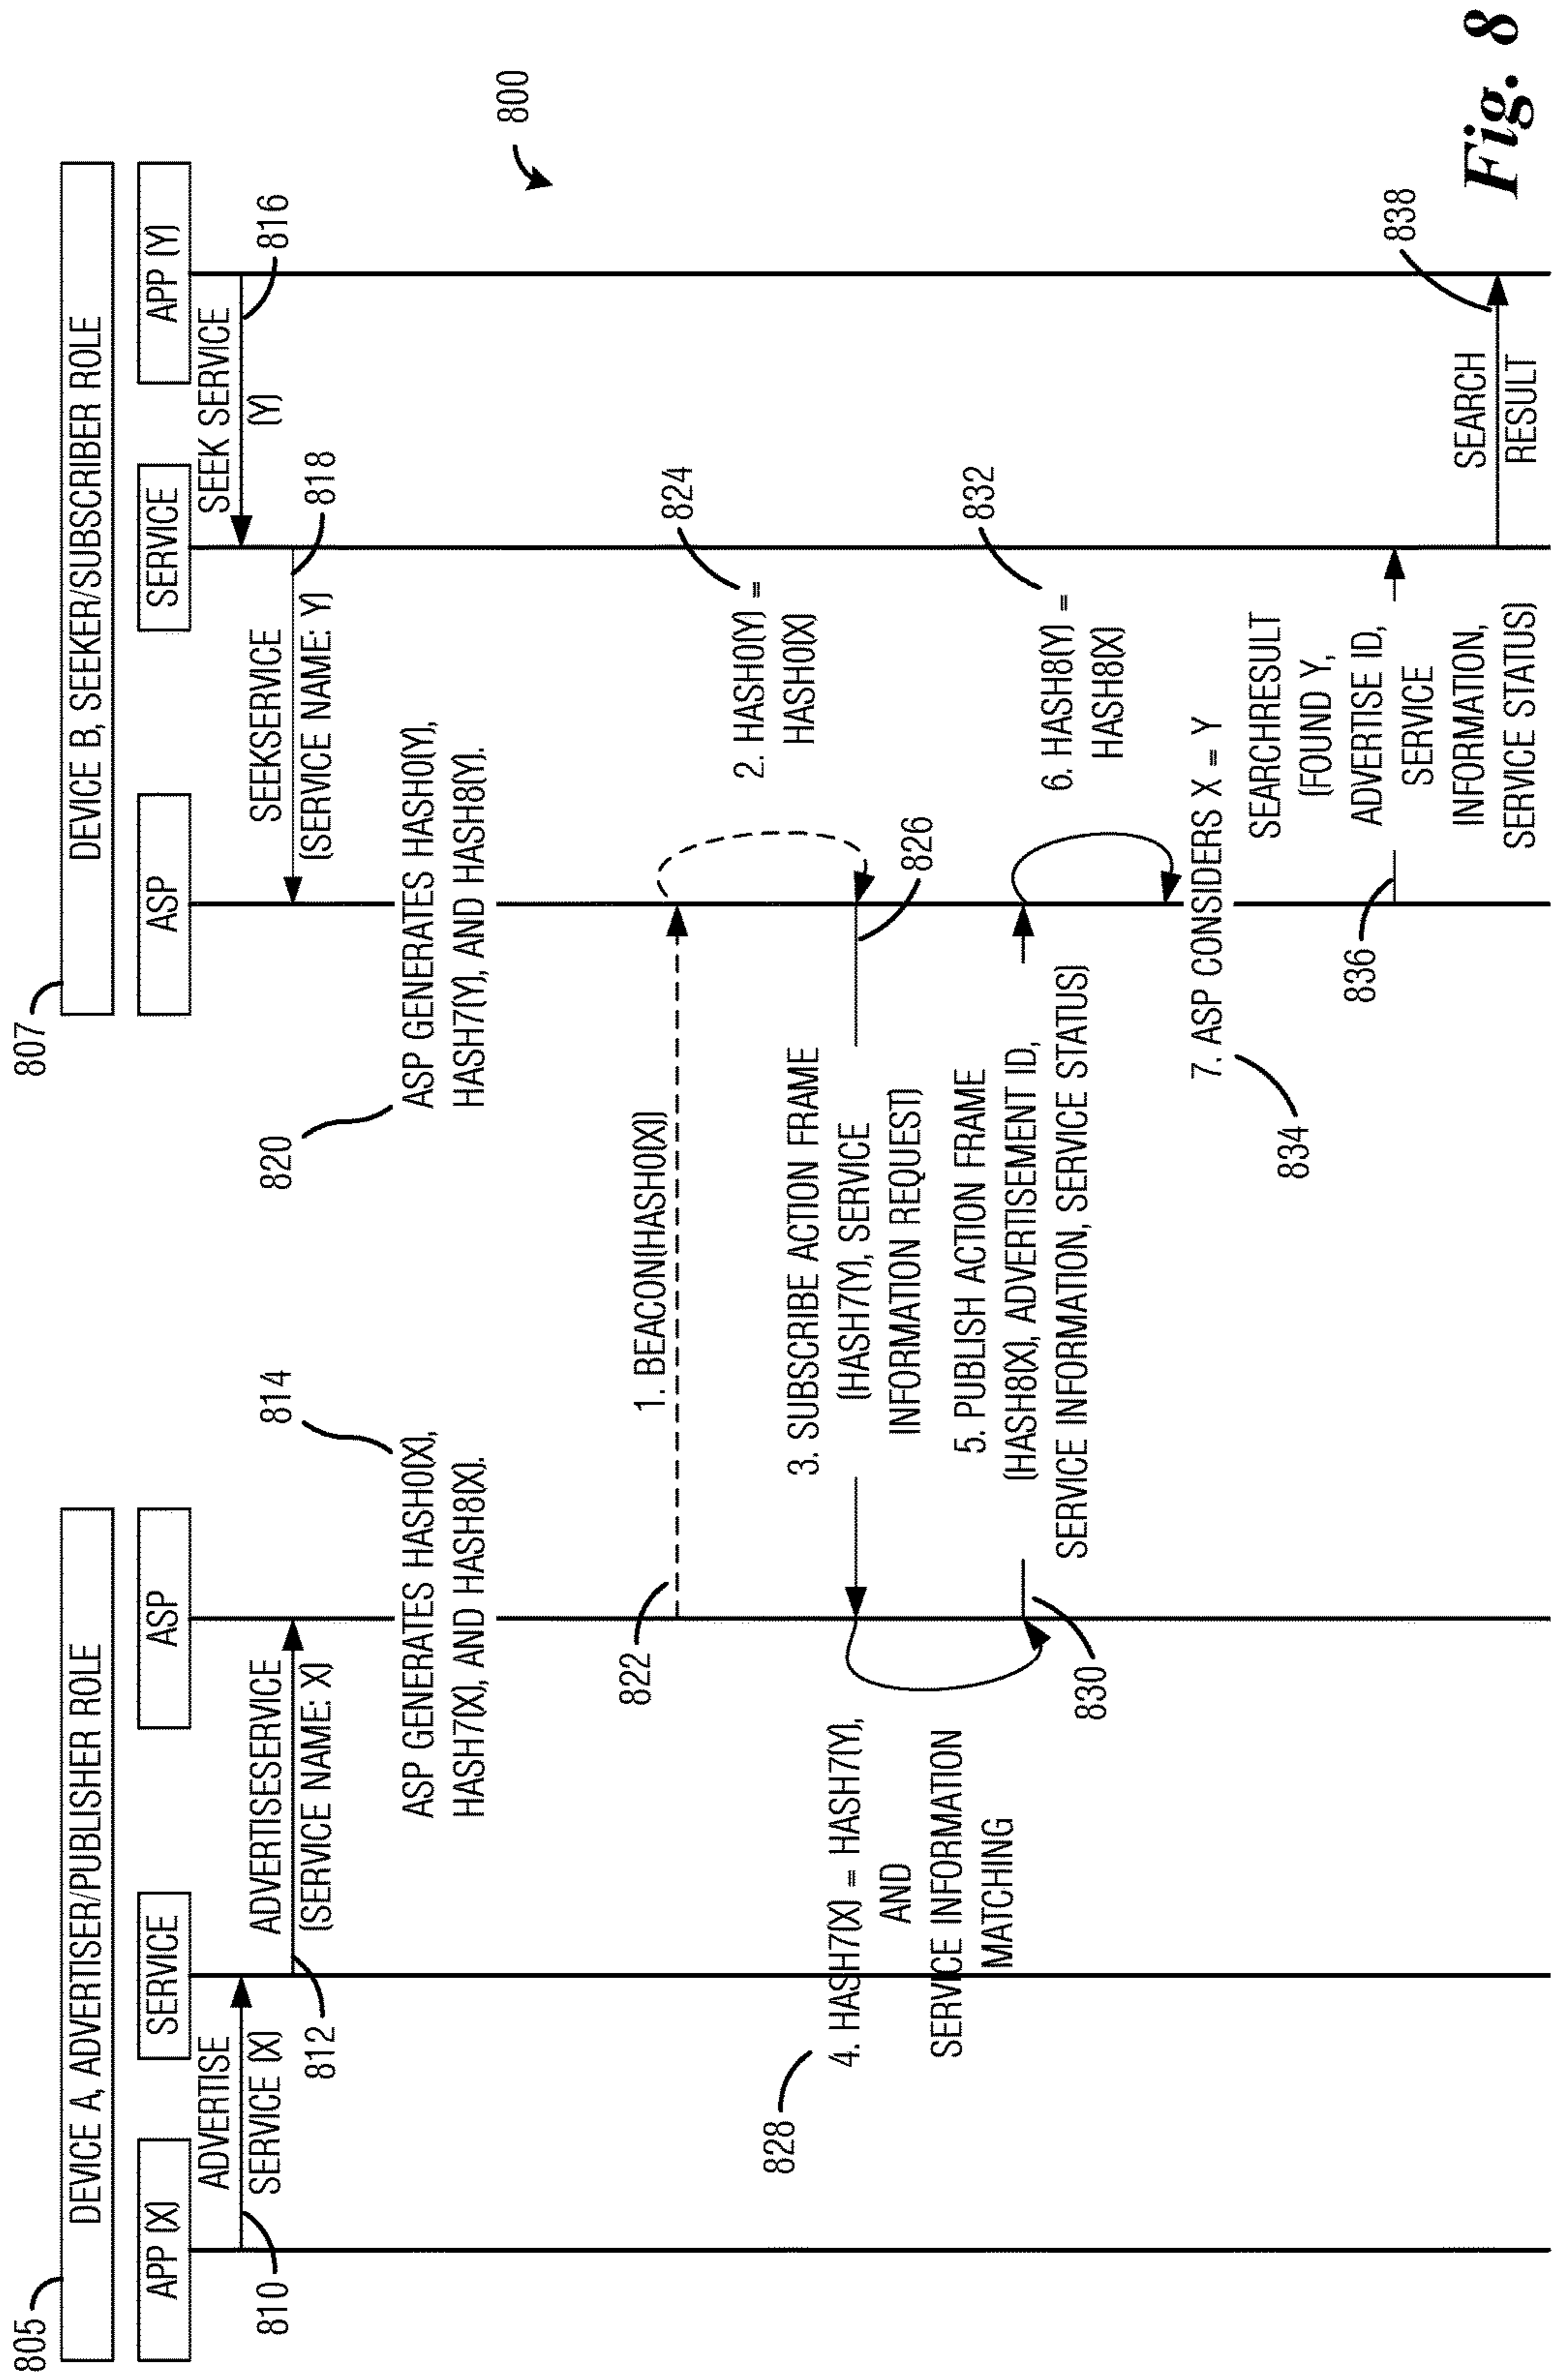 805
DEVICE A, ADVERTISER/PUBLISHER ROLE
807
DEVICE B, SEEKER/SUBSCRIBER ROLE
APP (X)
SERVICE
ASP
ASP
SERVICE
APP (Y)
810
ADVERTISE
SERVICE (X)
812
ADVERTISESERVICE
(SERVICE NAME: X)
SEEK SERVICE
(Y)
816
SEEKSERVICE
(SERVICE NAME: Y)
818
814
ASP GENERATES HASH0(X),
HASH7(X), AND HASH8(X).
820
ASP GENERATES HASH0(Y),
HASH7(Y), AND HASH8(Y).
800
822
1. BEACON(HASH0(X))
824
2. HASH0(Y) =
HASH0(X)
3. SUBSCRIBE ACTION FRAME
(HASH7(Y), SERVICE
INFORMATION REQUEST)
826
828
4. HASH7(X) = HASH7(Y),
AND
SERVICE INFORMATION
MATCHING
830
5. PUBLISH ACTION FRAME
(HASH8(X), ADVERTISEMENT ID,
SERVICE INFORMATION, SERVICE STATUS)
832
6. HASH8(Y) =
HASH8(X)
7. ASP CONSIDERS X = Y
834
836
SEARCHRESULT
(FOUND Y,
ADVERTISE ID,
SERVICE
INFORMATION,
SERVICE STATUS)
838
SEARCH
RESULT
Fig. 8